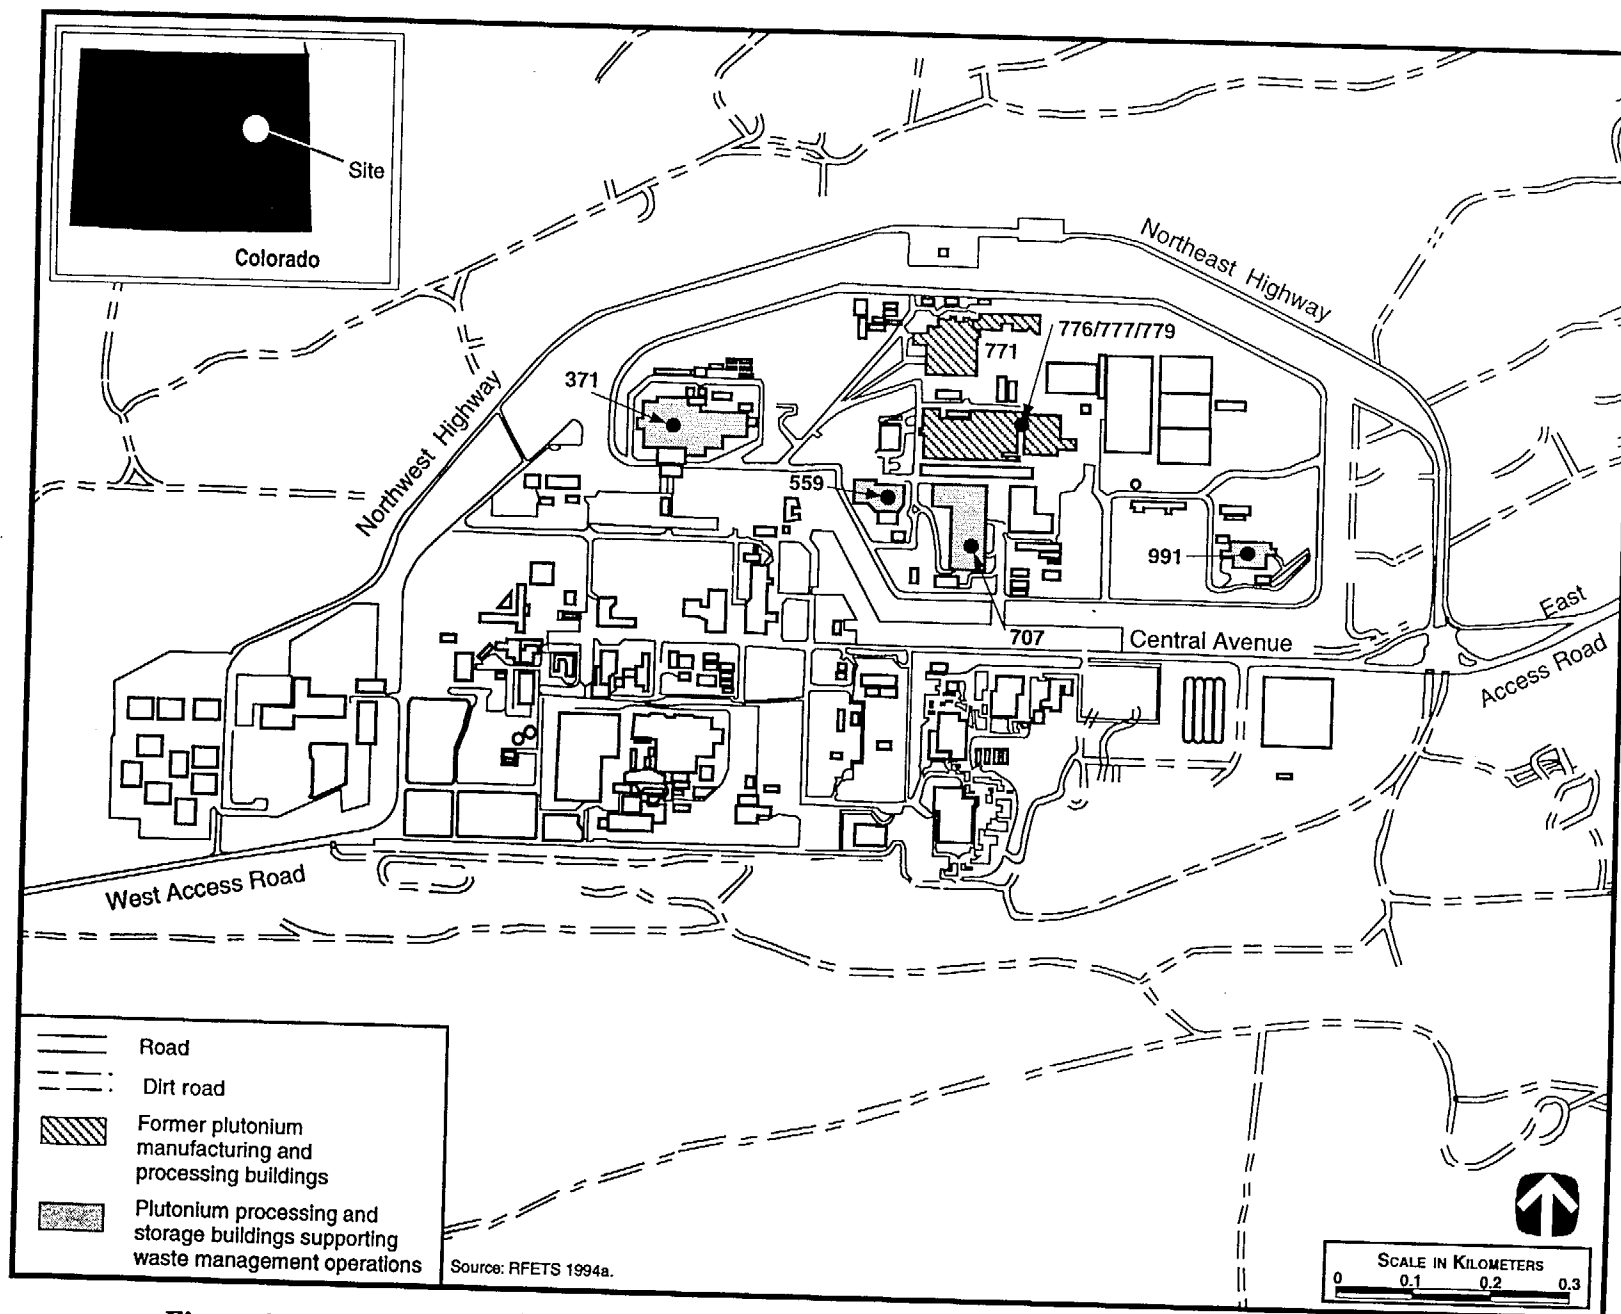 Site
Colorado
Northeast Highway
776/777/779
771
371
Northwest Highway
559
991
707
Central Avenue
East
Access Road
West Access Road
Road
Dirt road
Former plutonium
manufacturing and
processing buildings
Plutonium processing and
storage buildings supporting
waste management operations
Source: RFETS 1994a.
SCALE IN KILOMETERS
0 0.1 0.2 0.3